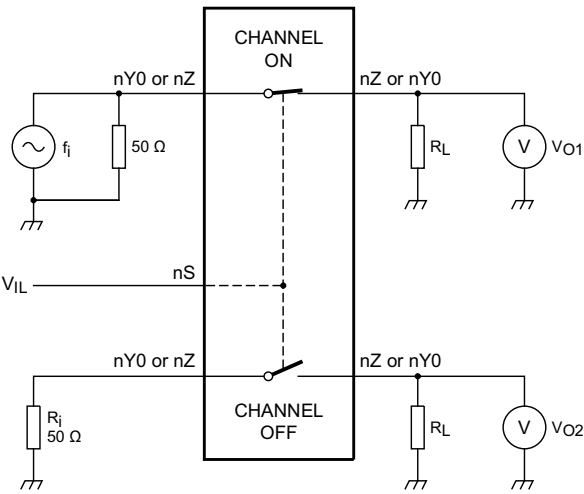 CHANNEL
ON
nY0 or nZ
nZ or nY0
fi
50 Ω
RL
V
VO1
VIL
nS
nY0 or nZ
nZ or nY0
Ri
50 Ω
CHANNEL
OFF
RL
V
VO2